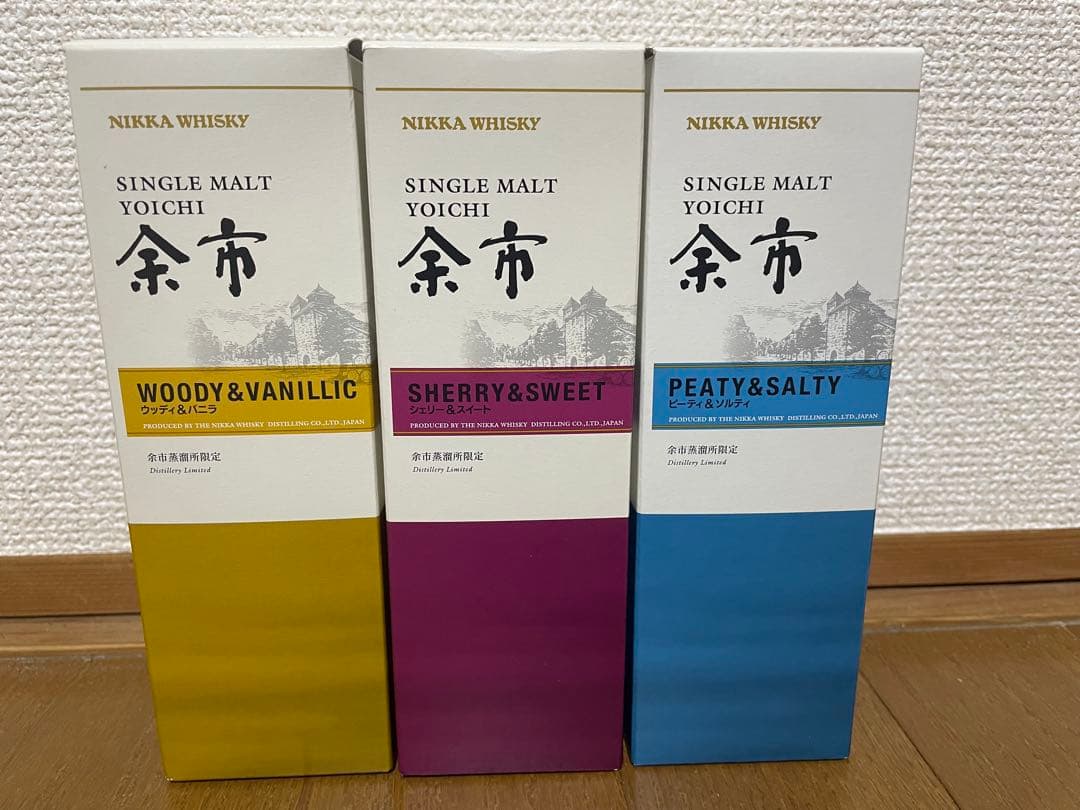 NIKKA WHISKY
SINGLE MALT
YOICHI
余市
WOODY&VANILLIC
ウッディ&バニラ
PRODUCED BY THE NIKKA WHISKY DISTILLING CO.,LTD.,JAPAN
余市蒸溜所限定
Distillery Limited
NIKKA WHISKY
SINGLE MALT
YOICHI
余市
SHERRY&SWEET
シェリー&スイート
PRODUCED BY THE NIKKA WHISKY DISTILLING CO.,LTD.,JAPAN
余市蒸溜所限定
Distillery Limited
NIKKA WHISKY
SINGLE MALT
YOICHI
余市
PEATY&SALTY
ピーティ&ソルティ
PRODUCED BY THE NIKKA WHISKY DISTILLING CO.,LTD.,JAPAN
余市蒸溜所限定
Distillery Limited